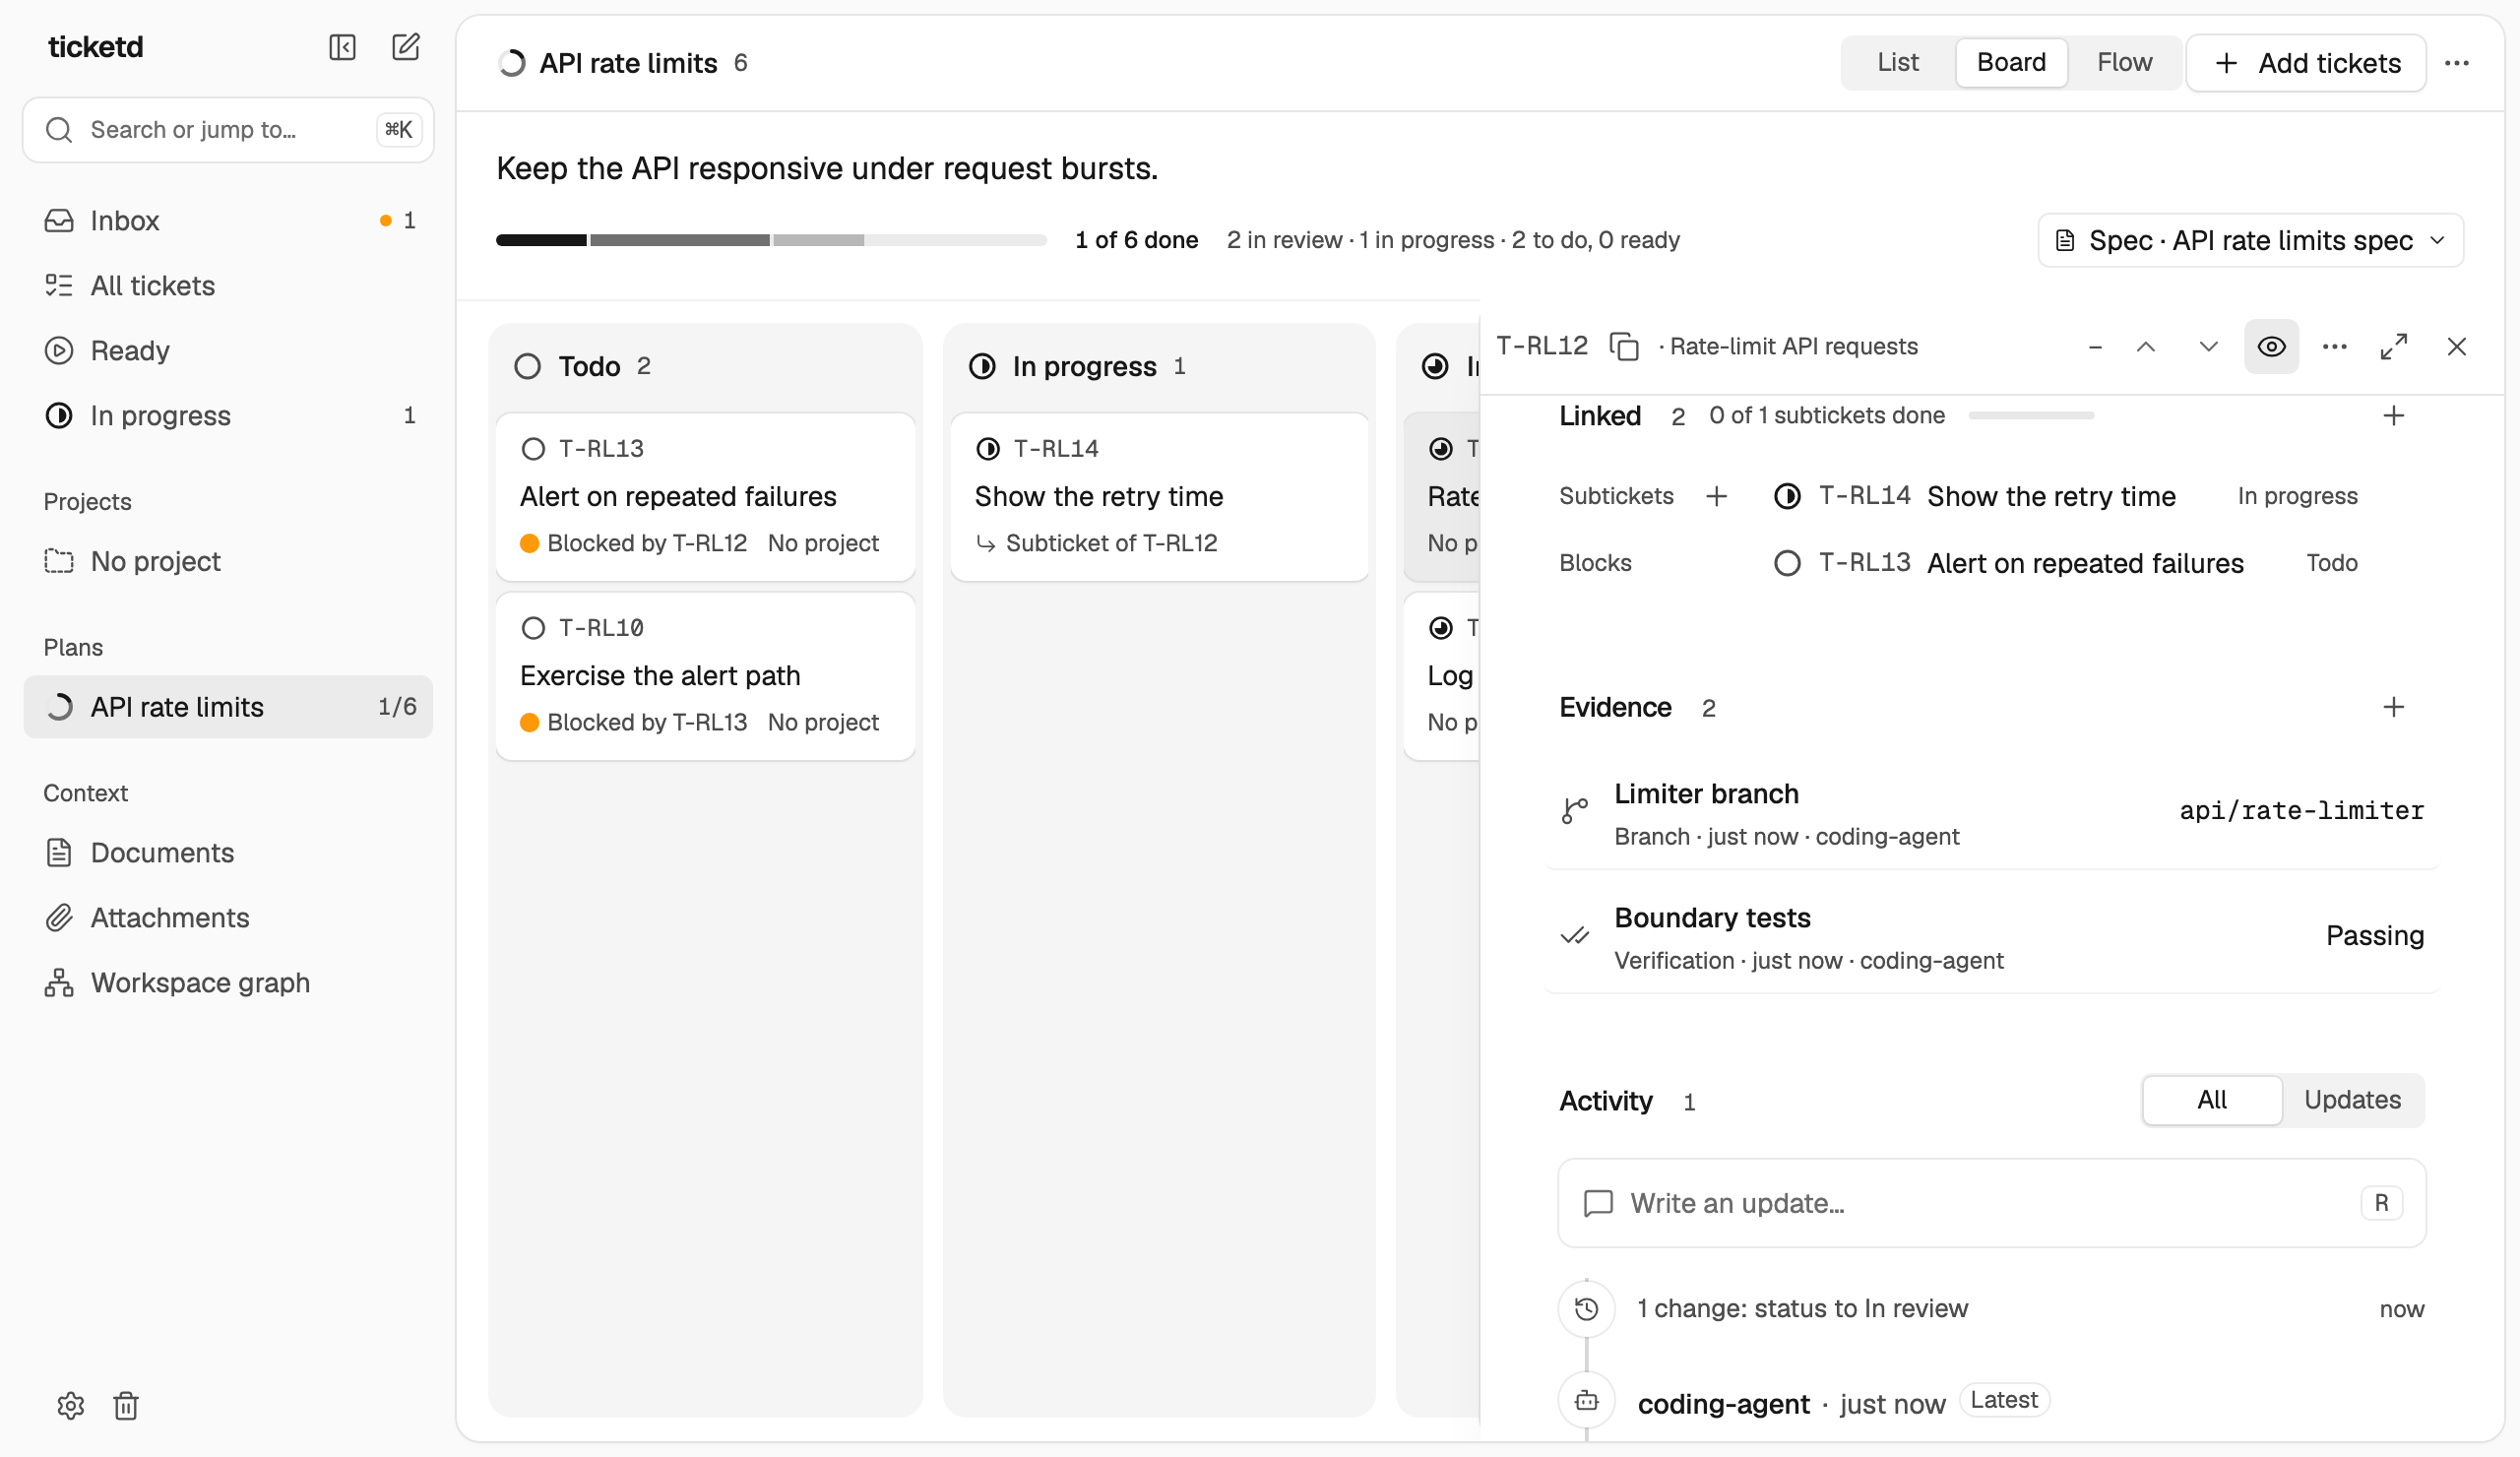 ticketd
Search or jump to...
⌘K
Inbox
1
All tickets
Ready
In progress
1
Projects
No project
Plans
API rate limits
1/6
Context
Documents
Attachments
Workspace graph
API rate limits 6
List
Board
Flow
+ Add tickets
Keep the API responsive under request bursts.
1 of 6 done
2 in review · 1 in progress · 2 to do, 0 ready
Spec · API rate limits spec
Todo 2
T-RL13
Alert on repeated failures
Blocked by T-RL12 No project
T-RL10
Exercise the alert path
Blocked by T-RL13 No project
In progress 1
T-RL14
Show the retry time
Subticket of T-RL12
Rate
No p
Log
No p
T-RL12 · Rate-limit API requests
Linked 2 0 of 1 subtickets done
Subtickets + T-RL14 Show the retry time In progress
Blocks T-RL13 Alert on repeated failures Todo
Evidence 2
Limiter branch
Branch · just now · coding-agent
api/rate-limiter
Boundary tests
Verification · just now · coding-agent
Passing
Activity 1
All
Updates
Write an update...
R
1 change: status to In review
now
coding-agent · just now Latest